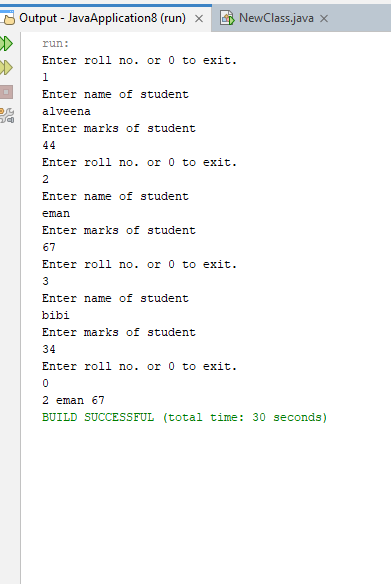 Output - JavaApplication8 (run) × NewClass.java ×
run:
Enter roll no. or 0 to exit.
1
Enter name of student
alveena
Enter marks of student
44
Enter roll no. or 0 to exit.
2
Enter name of student
eman
Enter marks of student
67
Enter roll no. or 0 to exit.
3
Enter name of student
bibi
Enter marks of student
34
Enter roll no. or 0 to exit.
0
2 eman 67
BUILD SUCCESSFUL (total time: 30 seconds)